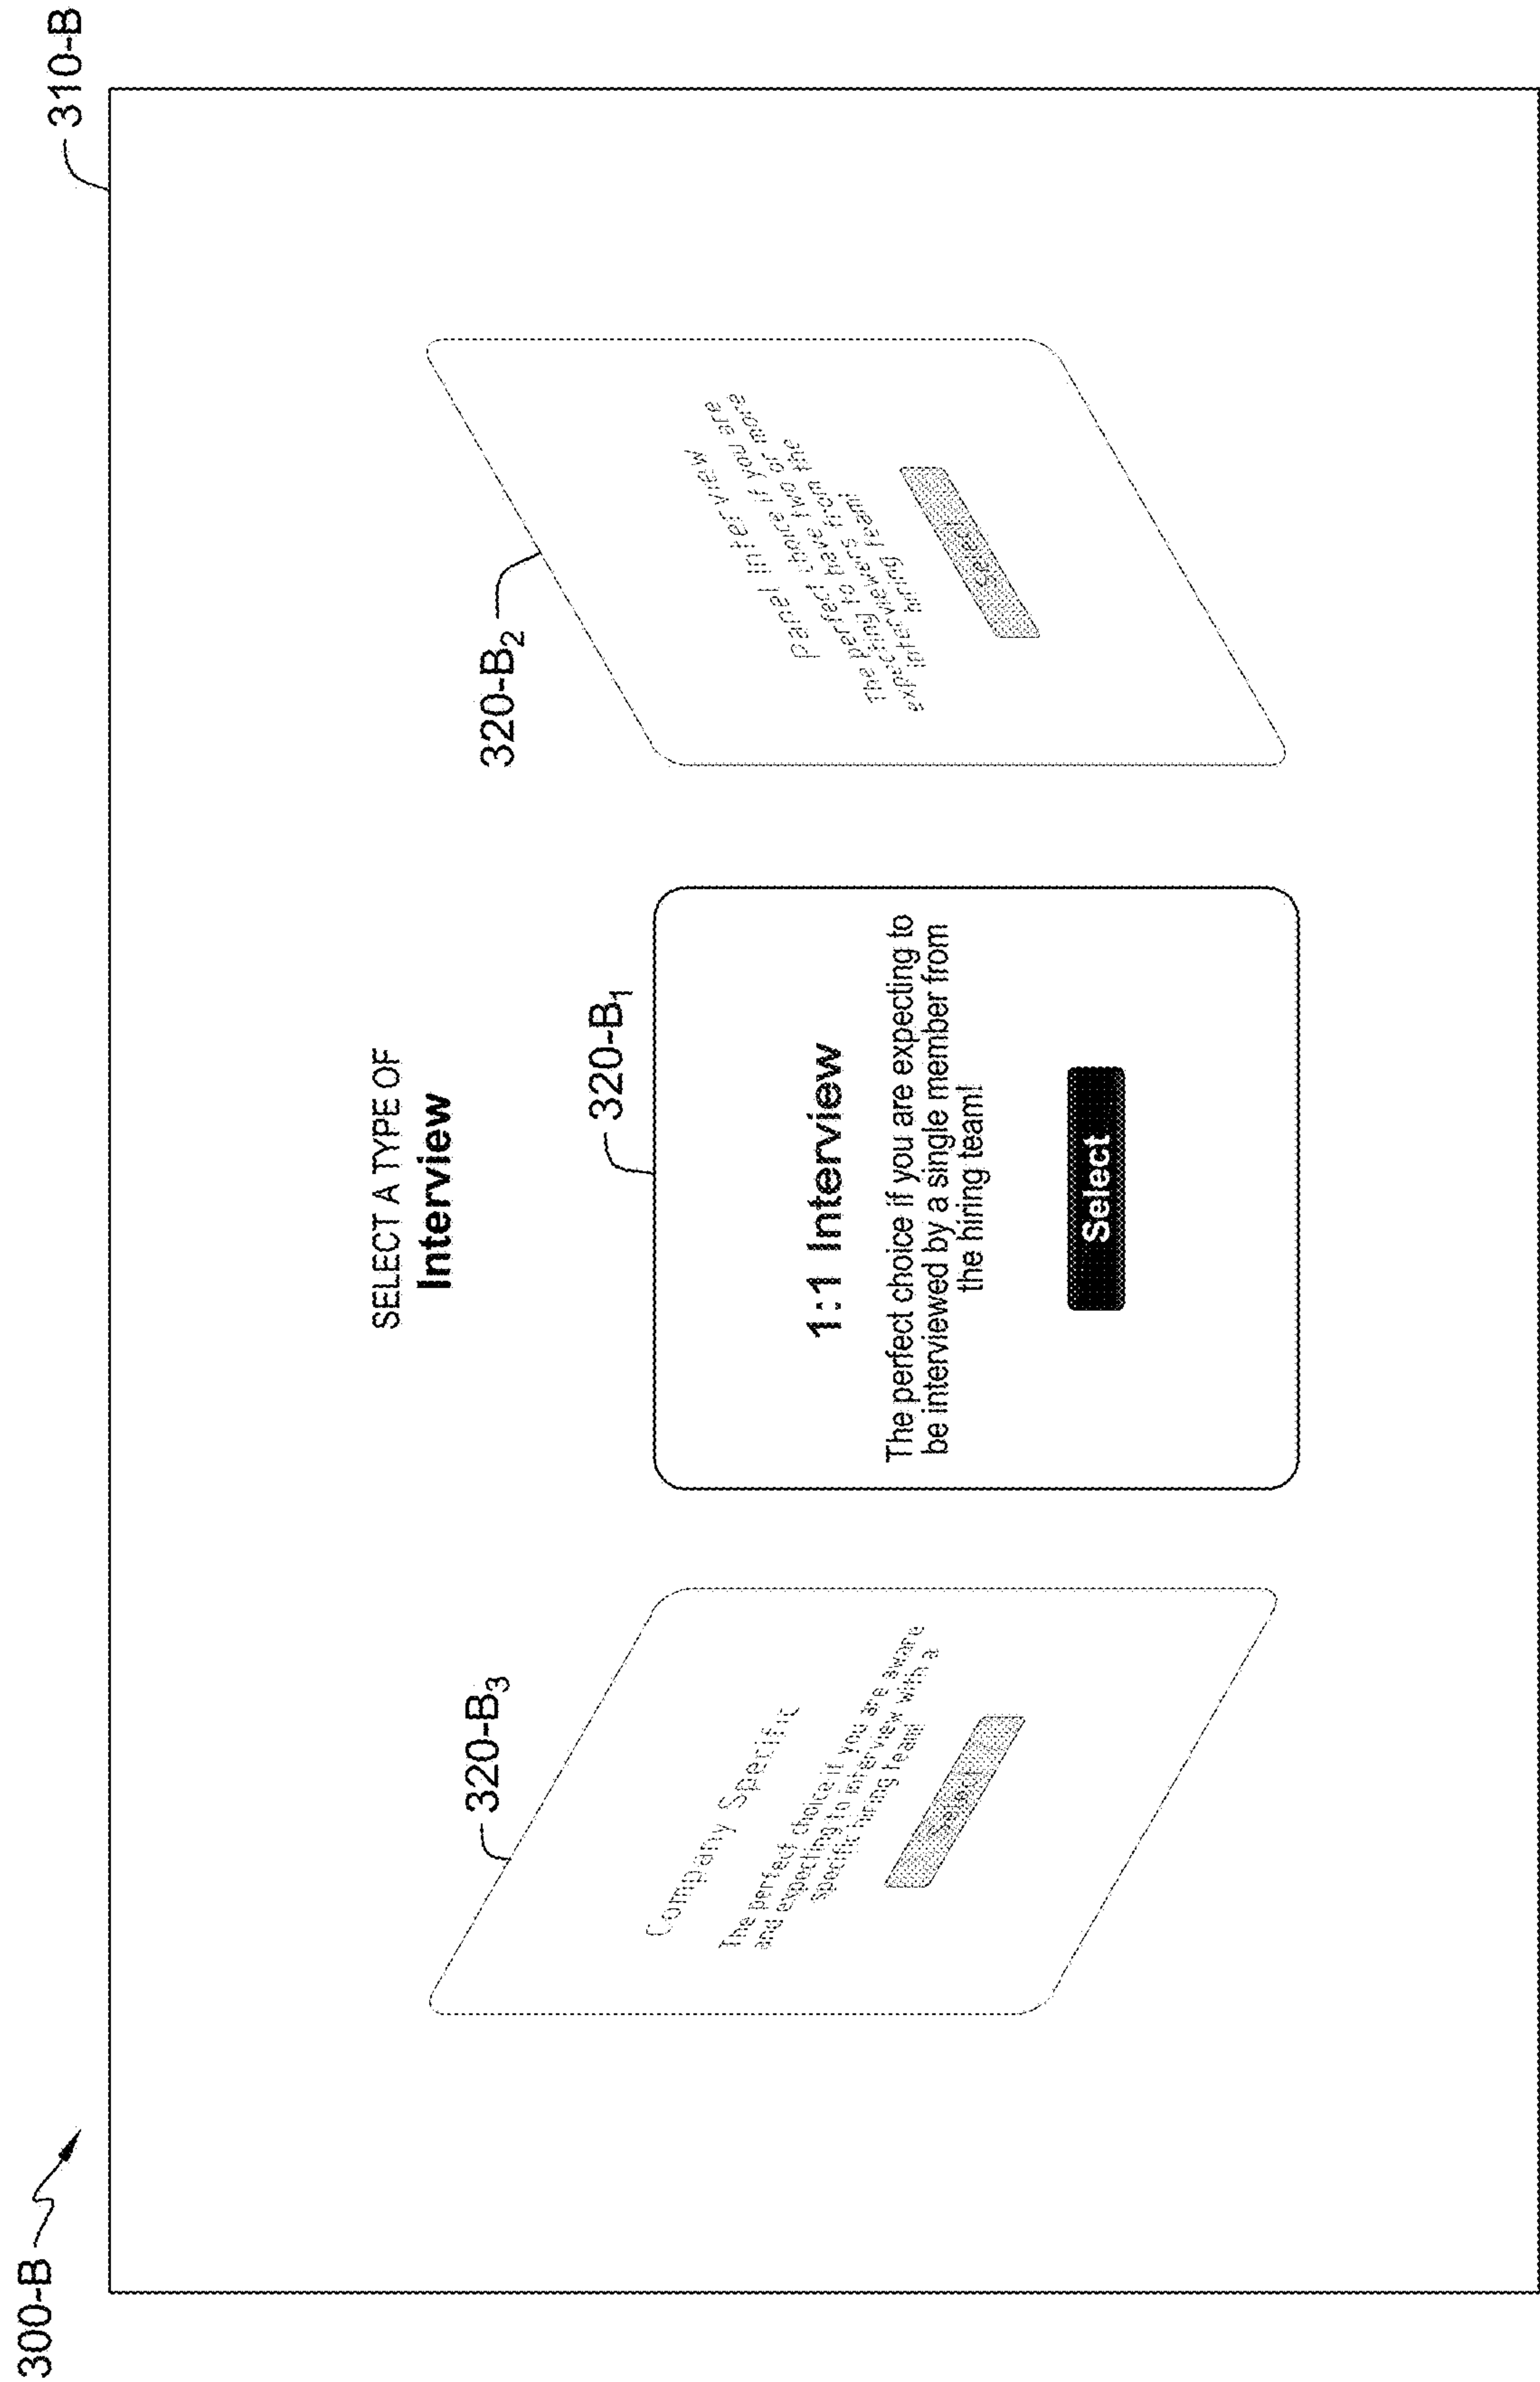 300-B
310-B
SELECT A TYPE OF
Interview
320-B3
Company Specific
The perfect choice if you are aware
and expecting to interview with a
specific hiring team!
Select
320-B1
1:1 Interview
The perfect choice if you are expecting to
be interviewed by a single member from
the hiring team!
Select
320-B2
panel interview
The perfect choice if you are
expecting to have two or more
interviewers from the
hiring team!
Select